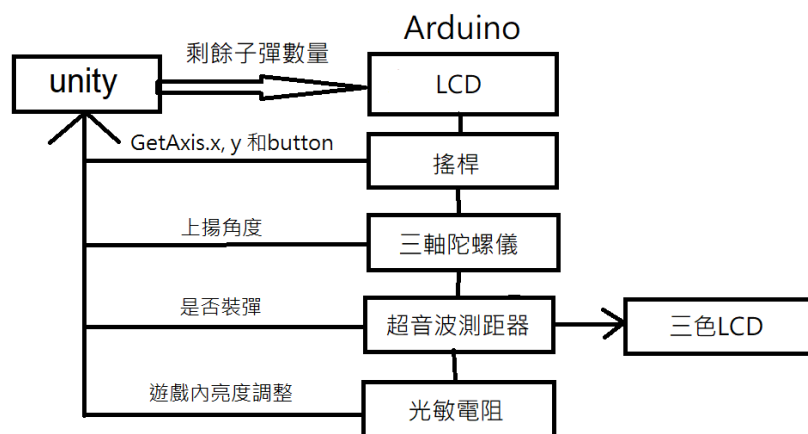 Arduino
unity
剩餘子彈數量
LCD
GetAxis.x, y 和button
搖桿
上揚角度
三軸陀螺儀
是否裝彈
超音波測距器
三色LCD
遊戲內亮度調整
光敏電阻